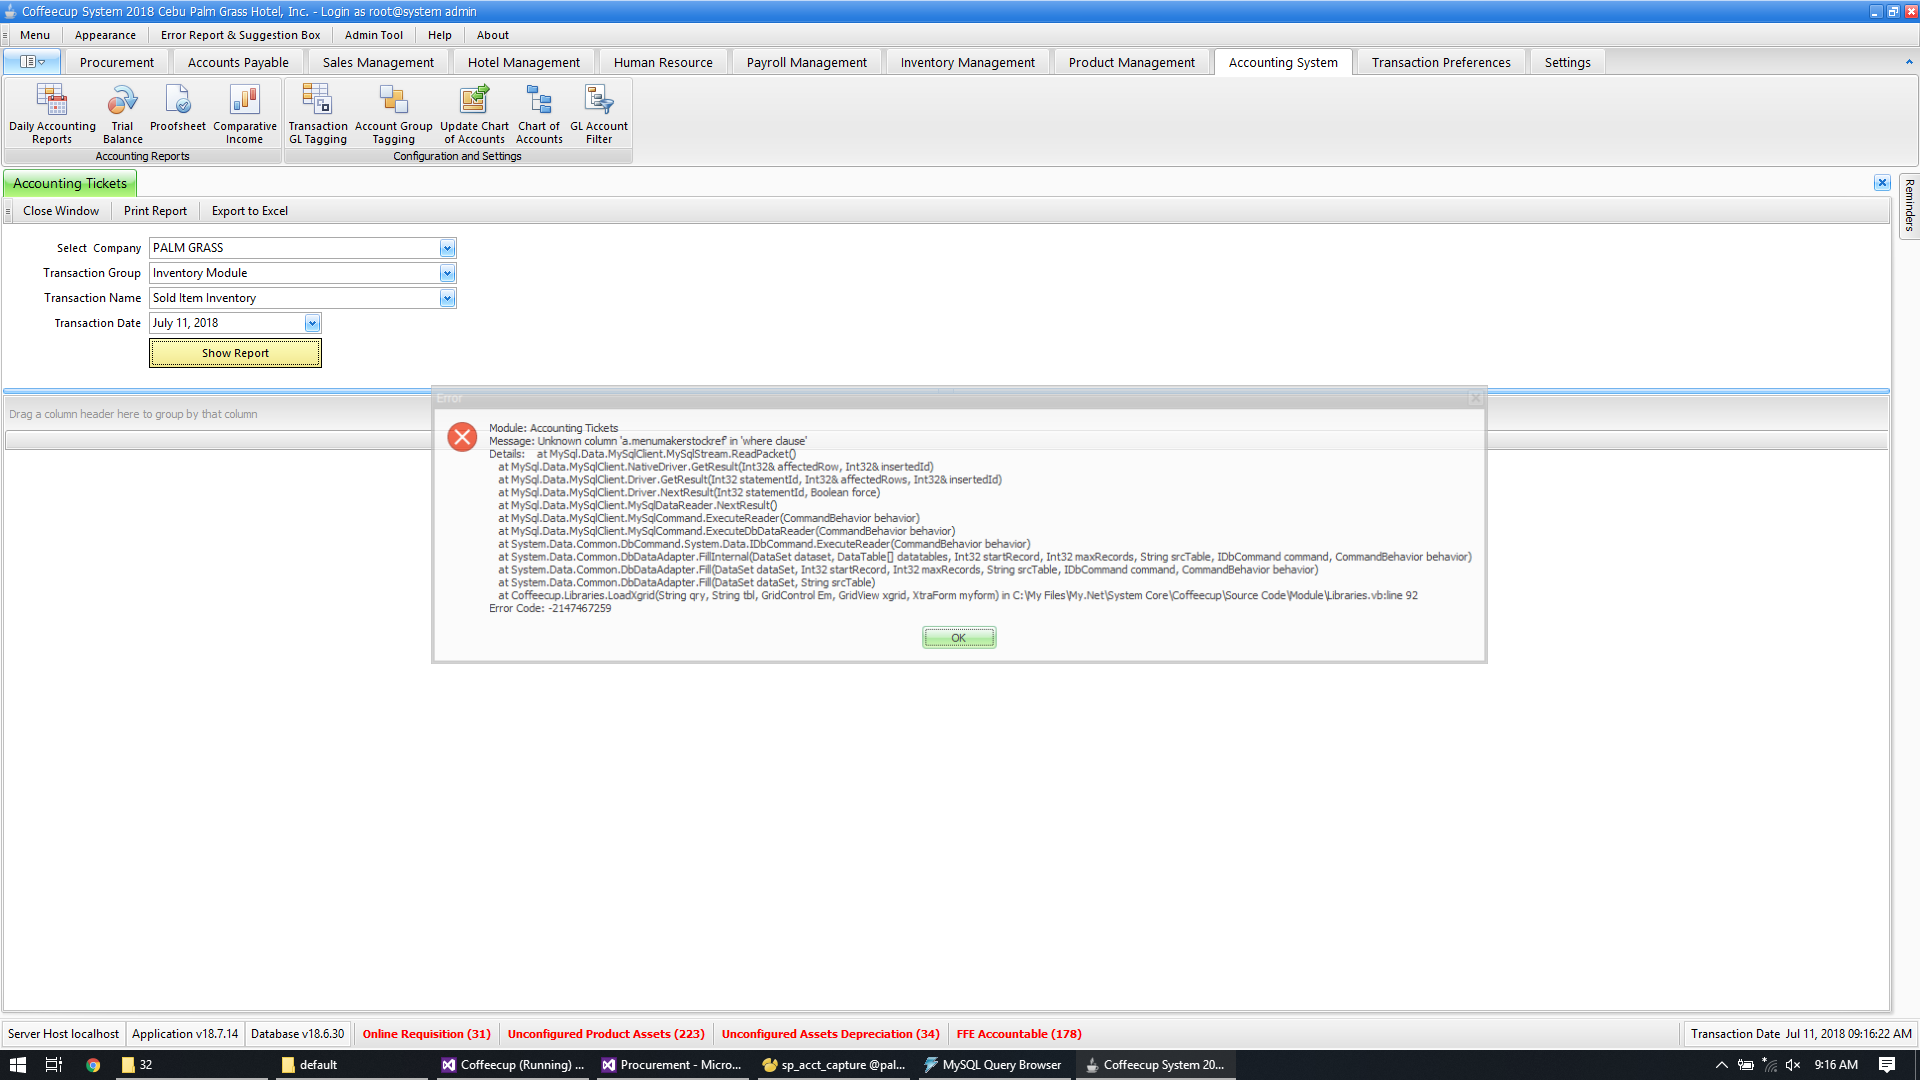 Coffeecup System 2018 Cebu Palm Grass Hotel, Inc. - Login as root@system admin
Menu Appearance Error Report & Suggestion Box Admin Tool Help About
Procurement Accounts Payable Sales Management Hotel Management Human Resource Payroll Management Inventory Management Product Management Accounting System Transaction Preferences Settings
Daily Accounting Reports
Trial Balance
Proofsheet
Comparative Income
Transaction GL Tagging
Account Group Tagging
Update Chart of Accounts
Chart of Accounts
GL Account Filter
Accounting Reports
Configuration and Settings
Accounting Tickets
Reminders
Close Window Print Report Export to Excel
Select Company PALM GRASS
Transaction Group Inventory Module
Transaction Name Sold Item Inventory
Transaction Date July 11, 2018
Show Report
Drag a column header here to group by that column
Error
Module: Accounting Tickets
Message: Unknown column 'a.menumakerstockref' in 'where clause'
Details: at MySql.Data.MySqlClient.MySqlStream.ReadPacket()
at MySql.Data.MySqlClient.NativeDriver.GetResult(Int32& affectedRow, Int32& insertedId)
at MySql.Data.MySqlClient.Driver.GetResult(Int32 statementId, Int32& affectedRows, Int32& insertedId)
at MySql.Data.MySqlClient.Driver.NextResult(Int32 statementId, Boolean force)
at MySql.Data.MySqlClient.MySqlDataReader.NextResult()
at MySql.Data.MySqlClient.MySqlCommand.ExecuteReader(CommandBehavior behavior)
at MySql.Data.MySqlClient.MySqlCommand.ExecuteDbDataReader(CommandBehavior behavior)
at System.Data.Common.DbCommand.System.Data.IDbCommand.ExecuteReader(CommandBehavior behavior)
at System.Data.Common.DbDataAdapter.FillInternal(DataSet dataset, DataTable[] datatables, Int32 startRecord, Int32 maxRecords, String srcTable, IDbCommand command, CommandBehavior behavior)
at System.Data.Common.DbDataAdapter.Fill(DataSet dataSet, Int32 startRecord, Int32 maxRecords, String srcTable, IDbCommand command, CommandBehavior behavior)
at System.Data.Common.DbDataAdapter.Fill(DataSet dataSet, String srcTable)
at Coffeecup.Libraries.LoadXgrid(String qry, String tbl, GridControl Em, GridView xgrid, XtraForm myform) in C:\My Files\My.Net\System Core\Coffeecup\Source Code\Module\Libraries.vb:line 92
Error Code: -2147467259
OK
Server Host localhost Application v18.7.14 Database v18.6.30 Online Requisition (31) Unconfigured Product Assets (223) Unconfigured Assets Depreciation (34) FFE Accountable (178) Transaction Date Jul 11, 2018 09:16:22 AM
32 default Coffeecup (Running) ... Procurement - Micro... sp_acct_capture @pal... MySQL Query Browser Coffeecup System 20... 9:16 AM